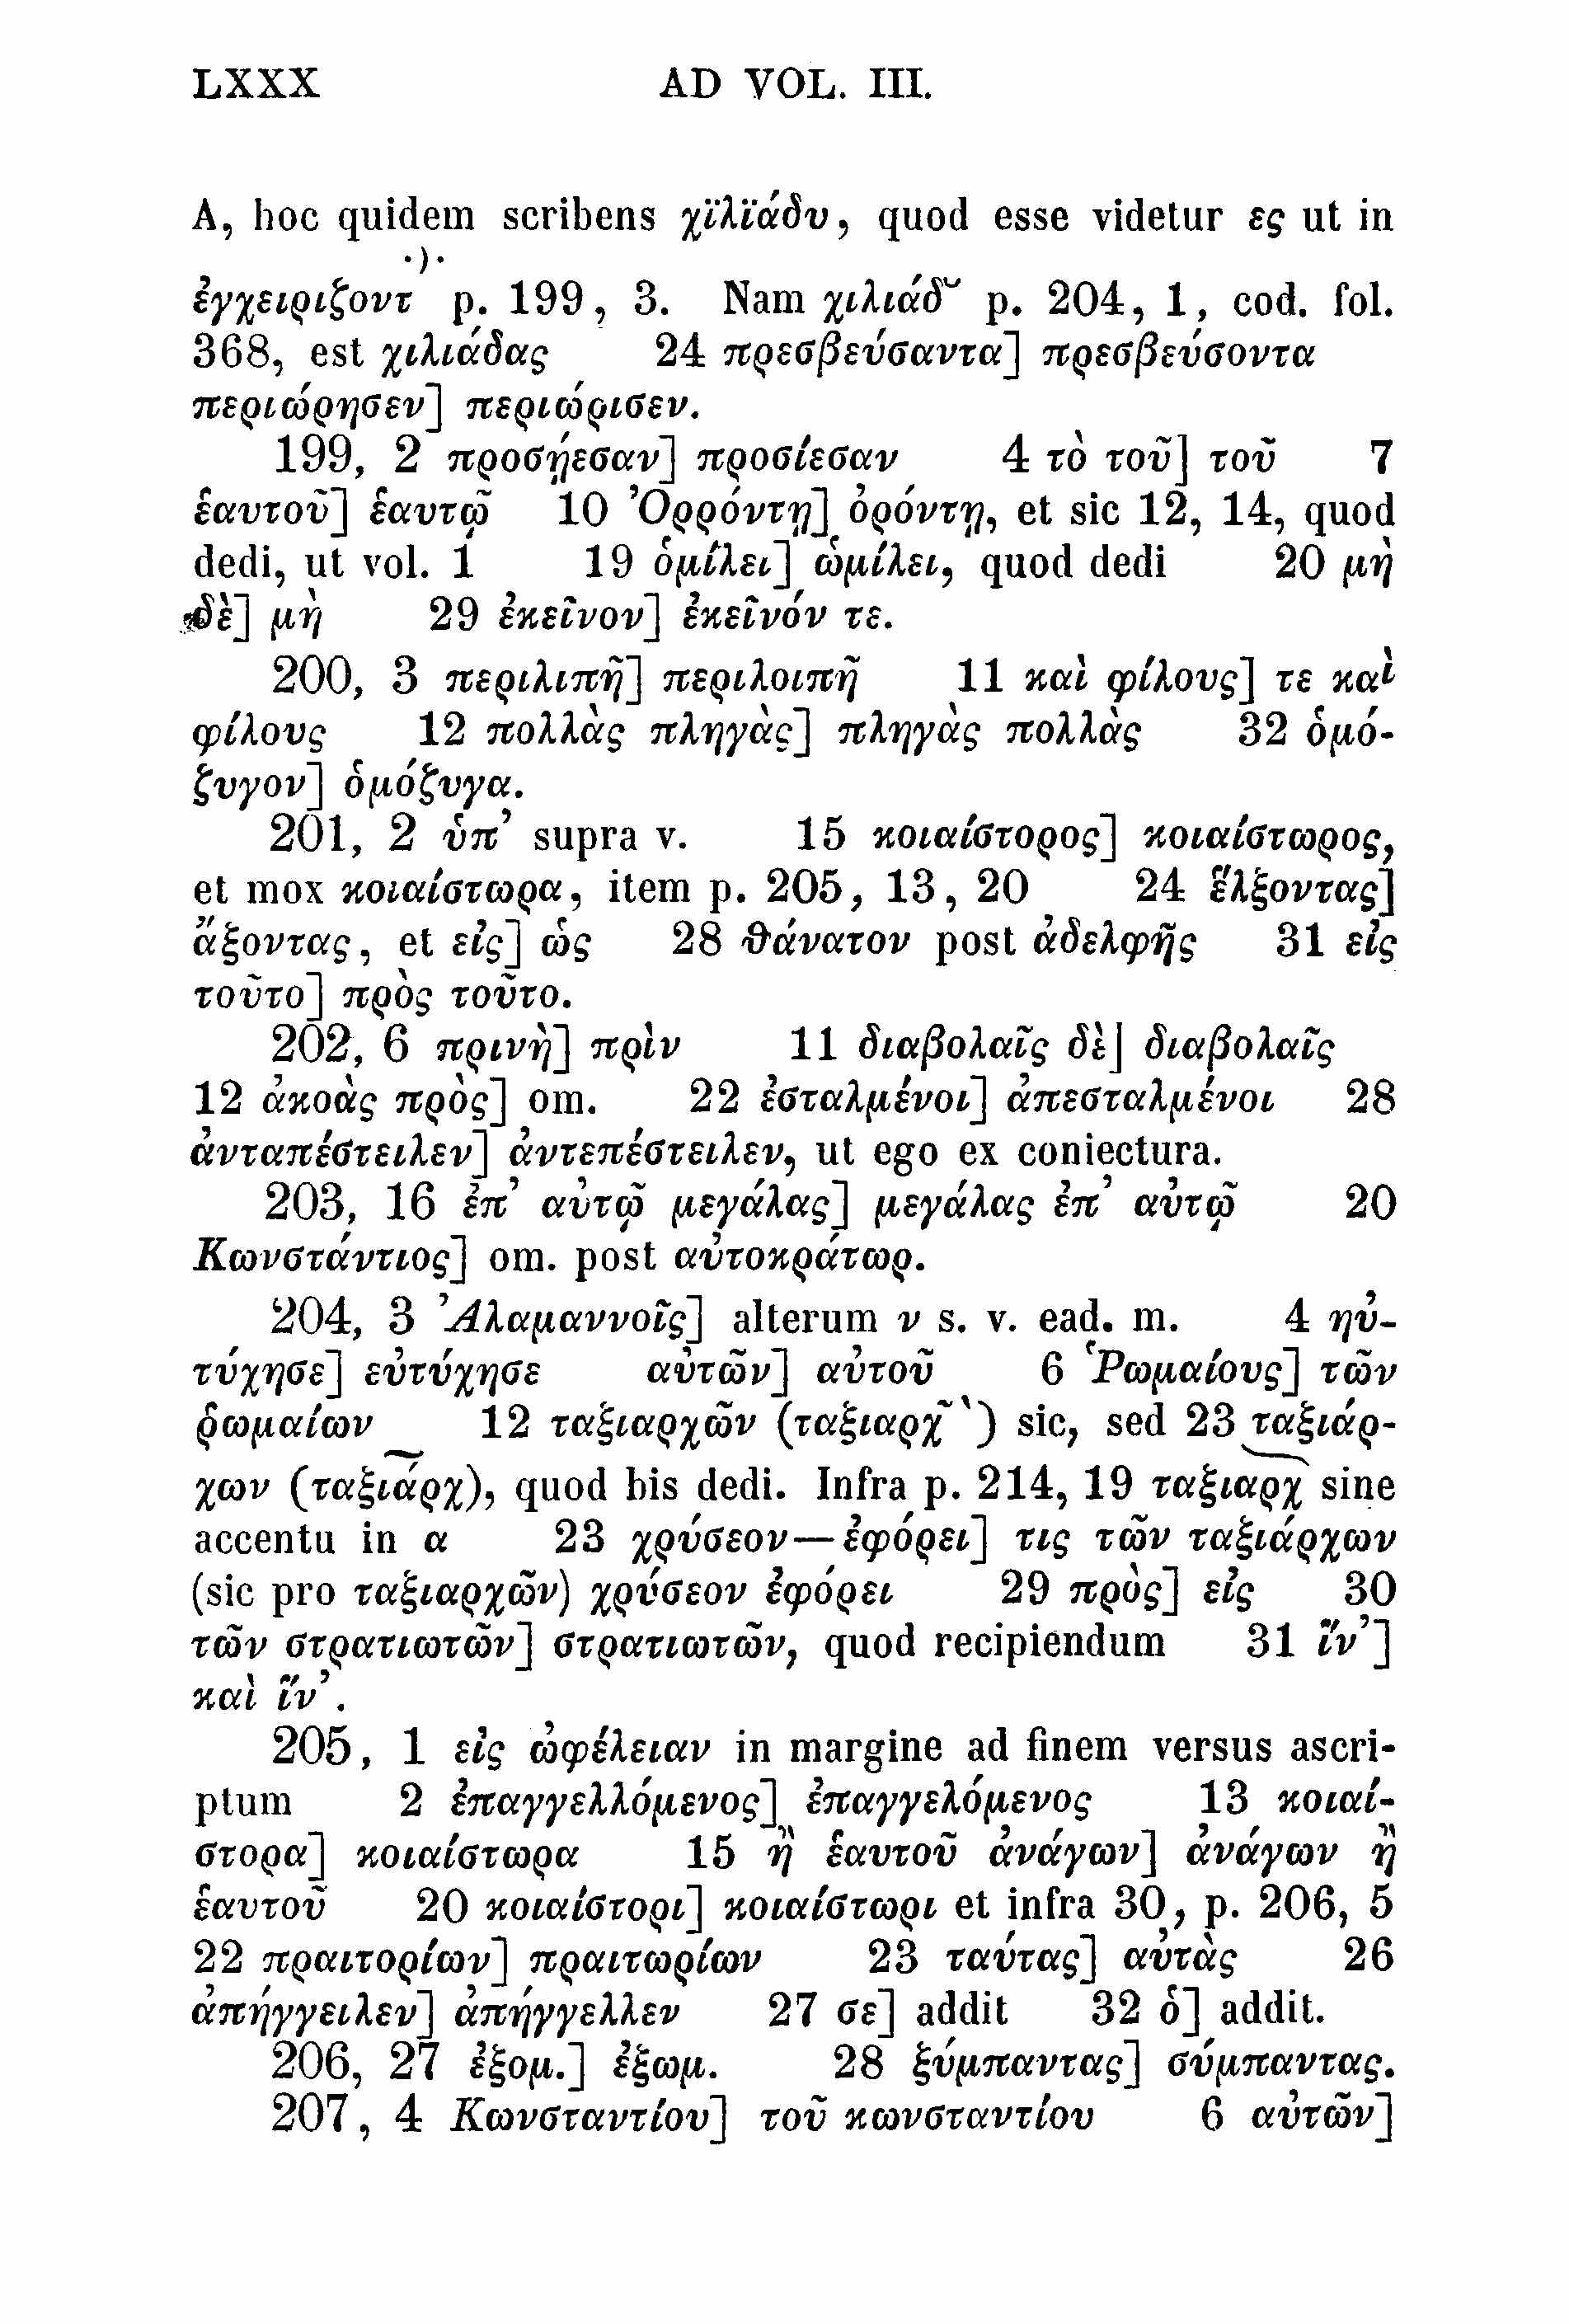 LXXX AD VOL. III.
A, hoc quidem scribens χϊλϊάδυ, quod esse videtur ες ut in
·)·
ἐγχειριζοντ p. 199, 3. Nam χιλιάδ᷍ p. 204, 1, cod. fol.
368, est χιλιάδας 24 πρεσβεύσαντα] πρεσβεύσοντα
περιώρησεν] περιώρισεν.
199, 2 προσῄεσαν] προσίεσαν 4 τὸ τοῦ] τοῦ 7
ἑαυτοῦ] ἑαυτῷ 10 Ὀρρόντῃ] ὀρόντῃ, et sic 12, 14, quod
dedi, ut vol. 1 19 ὁμίλει] ὡμίλει, quod dedi 20 μὴ
δὲ] μὴ 29 ἐκεῖνον] ἐκεῖνόν τε.
200, 3 περιλιπῆ] περιλοιπῆ 11 καὶ φίλους] τε καὶ
φίλους 12 πολλὰς πληγὰς] πληγὰς πολλὰς 32 ὁμό-
ζυγον] ὁμόζυγα.
201, 2 ὑπ’ supra v. 15 κοιαίστορος] κοιαίστωρος,
et mox κοιαίστωρα, item p. 205, 13, 20 24 ἕλξοντας]
ἄξοντας, et εἰς] ὡς 28 θάνατον post ἀδελφῆς 31 εἰς
τοῦτο] πρὸς τοῦτο.
202, 6 πρινὴ] πρὶν 11 διαβολαῖς δὲ] διαβολαῖς
12 ἀκοὰς πρὸς] om. 22 ἐσταλμένοι] ἀπεσταλμένοι 28
ἀνταπέστειλεν] ἀντεπέστειλεν, ut ego ex coniectura.
203, 16 ἐπ’ αὐτῷ μεγάλας] μεγάλας ἐπ’ αὐτῷ 20
Κωνστάντιος] om. post αὐτοκράτωρ.
204, 3 Ἀλαμαννοῖς] alterum ν s. v. ead. m. 4 ηὐ-
τύχησε] εὐτύχησε αὐτῶν] αὐτοῦ 6 Ῥωμαίους] τῶν
ῥωμαίων 12 ταξιαρχῶν (ταξιαρχ῀`) sic, sed 23 ταξιάρ-
χων (ταξιάρχ), quod bis dedi. Infra p. 214, 19 ταξιαρχ sine
accentu in α 23 χρύσεον—ἐφόρει] τις τῶν ταξιάρχων
(sic pro ταξιαρχῶν) χρύσεον ἐφόρει 29 πρὸς] εἰς 30
τῶν στρατιωτῶν] στρατιωτῶν, quod recipiendum 31 ἵν’]
καὶ ἵν’.
205, 1 εἰς ὠφέλειαν in margine ad finem versus ascri-
ptum 2 ἐπαγγελλόμενος] ἐπαγγελόμενος 13 κοιαί-
στορα] κοιαίστωρα 15 ἢ ἑαυτοῦ ἀνάγων] ἀνάγων ἢ
ἑαυτοῦ 20 κοιαίστορι] κοιαίστωρι et infra 30, p. 206, 5
22 πραιτορίων] πραιτωρίων 23 ταύτας] αὐτὰς 26
ἀπήγγειλεν] ἀπήγγελλεν 27 σε] addit 32 ὁ] addit.
206, 27 ἐξομ.] ἐξωμ. 28 ξύμπαντας] σύμπαντας.
207, 4 Κωνσταντίου] τοῦ κωνσταντίου 6 αὐτῶν]